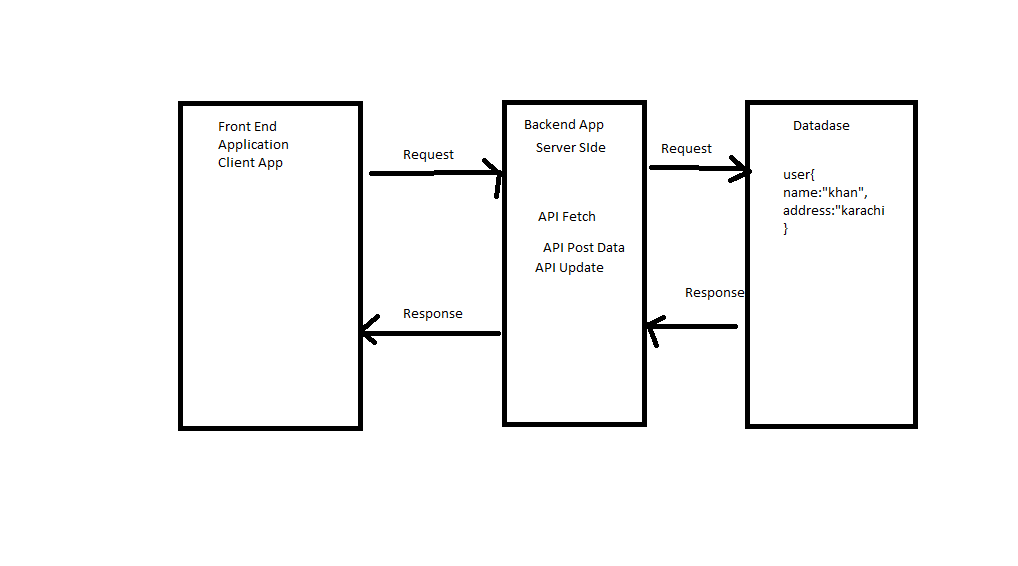 Front End
Application
Client App
Request
Response
Backend App
Server SIde
API Fetch
API Post Data
API Update
Request
Response
Datadase
user{
name:"khan",
address:"karachi
}